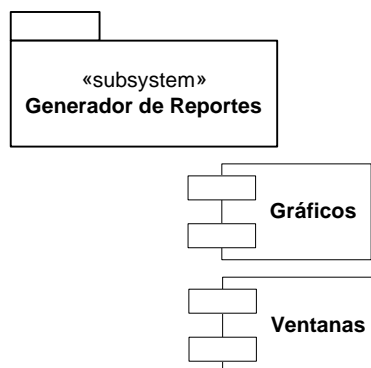 «subsystem»
Generador de Reportes
Gráficos
Ventanas